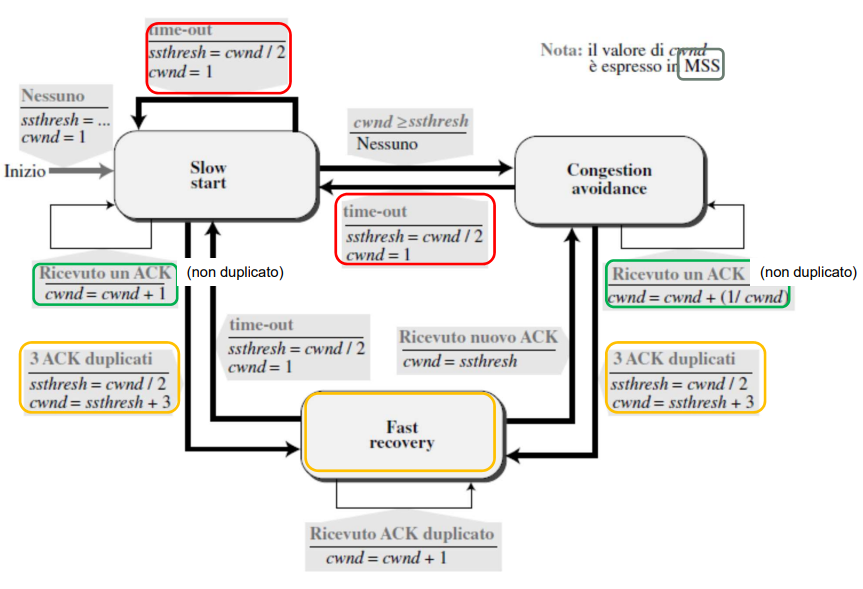 time-out
ssthresh = cwnd / 2
cwnd = 1
Nota: il valore di cwnd
è espresso in MSS
Nessuno
ssthresh = ...
cwnd = 1
Inizio
Slow
start
cwnd ≥ssthresh
Nessuno
Congestion
avoidance
time-out
ssthresh = cwnd / 2
cwnd = 1
Ricevuto un ACK (non duplicato)
cwnd = cwnd + 1
Ricevuto un ACK (non duplicato)
cwnd = cwnd + (1/ cwnd)
time-out
ssthresh = cwnd / 2
cwnd = 1
Ricevuto nuovo ACK
cwnd = ssthresh
3 ACK duplicati
ssthresh = cwnd / 2
cwnd = ssthresh + 3
3 ACK duplicati
ssthresh = cwnd / 2
cwnd = ssthresh + 3
Fast
recovery
Ricevuto ACK duplicato
cwnd = cwnd + 1